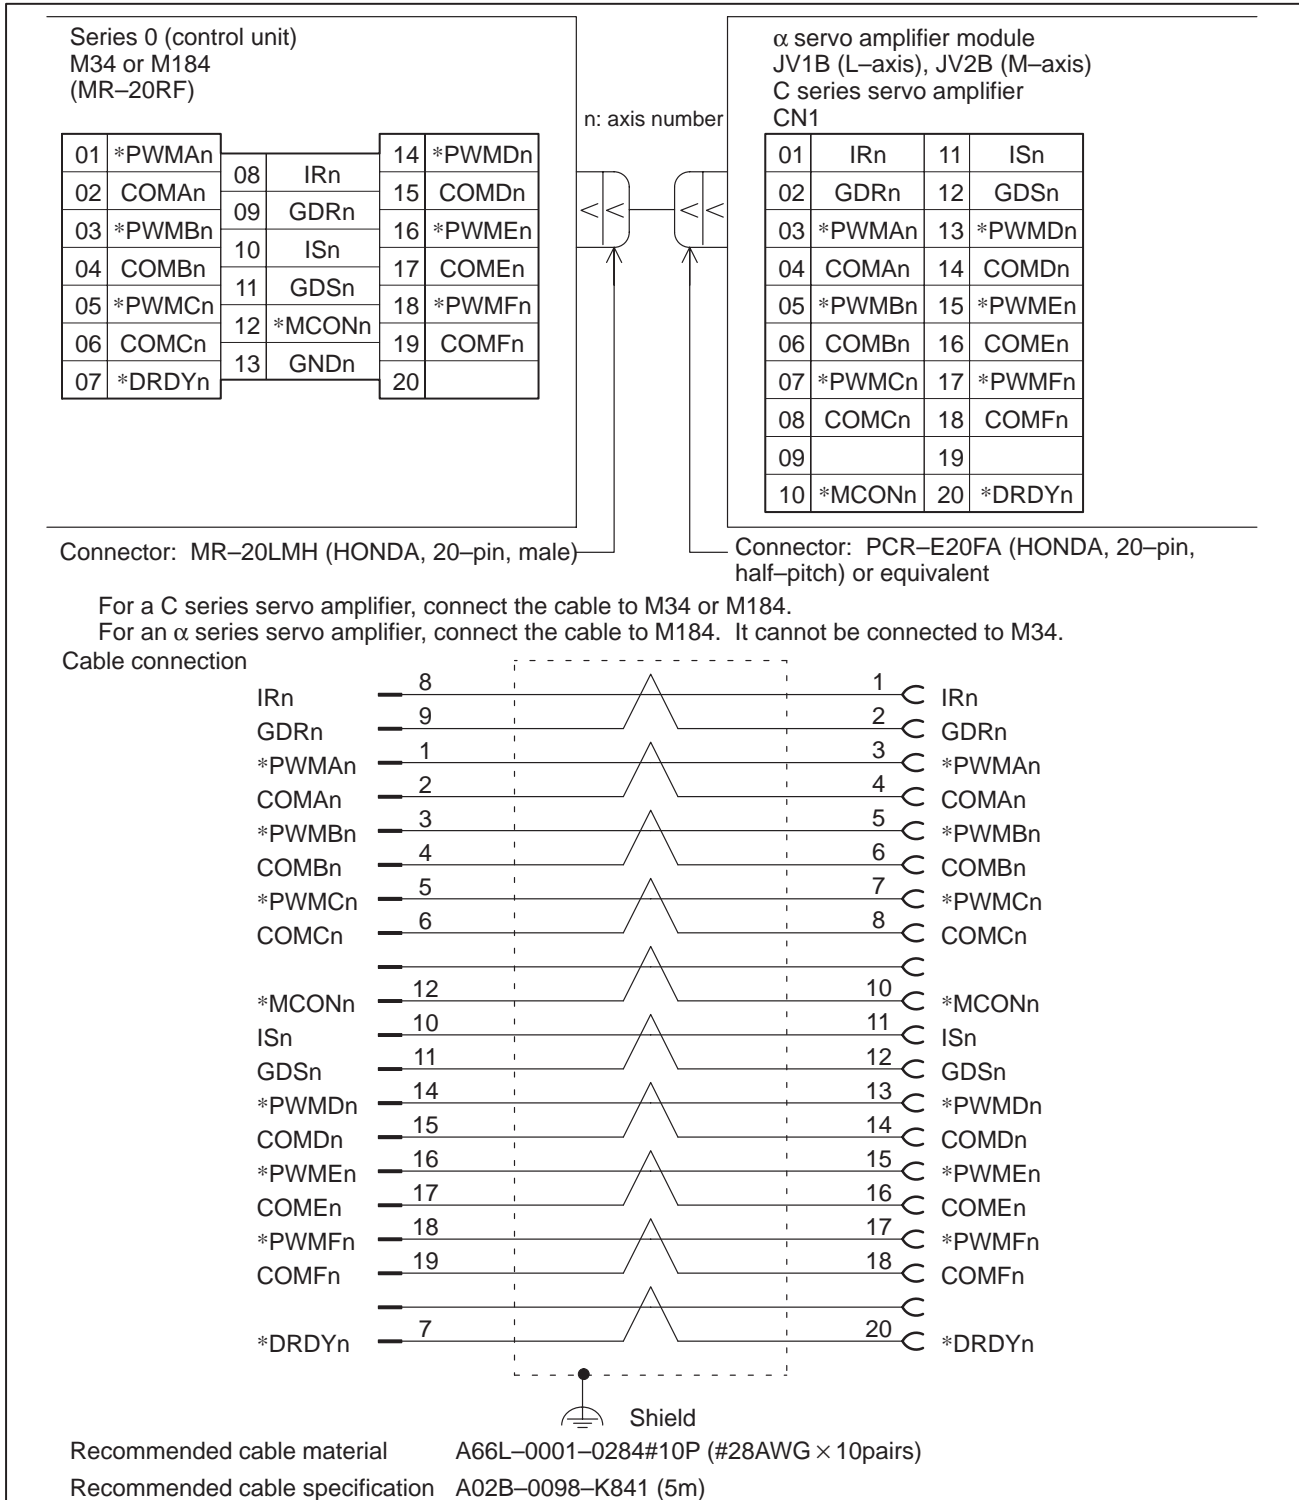 Series 0 (control unit)
M34 or M184
(MR–20RF)
01 *PWMAn
02 COMAn
03 *PWMBn
04 COMBn
05 *PWMCn
06 COMCn
07 *DRDYn
08 IRn
09 GDRn
10 ISn
11 GDSn
12 *MCONn
13 GNDn
14 *PWMDn
15 COMDn
16 *PWMEn
17 COMEn
18 *PWMFn
19 COMFn
20
n: axis number
α servo amplifier module
JV1B (L–axis), JV2B (M–axis)
C series servo amplifier
CN1
01 IRn 11 ISn
02 GDRn 12 GDSn
03 *PWMAn 13 *PWMDn
04 COMAn 14 COMDn
05 *PWMBn 15 *PWMEn
06 COMBn 16 COMEn
07 *PWMCn 17 *PWMFn
08 COMCn 18 COMFn
09 19
10 *MCONn 20 *DRDYn
Connector: MR–20LMH (HONDA, 20–pin, male)
Connector: PCR–E20FA (HONDA, 20–pin,
half–pitch) or equivalent
For a C series servo amplifier, connect the cable to M34 or M184.
For an α series servo amplifier, connect the cable to M184. It cannot be connected to M34.
Cable connection
IRn 8 1 IRn
GDRn 9 2 GDRn
*PWMAn 1 3 *PWMAn
COMAn 2 4 COMAn
*PWMBn 3 5 *PWMBn
COMBn 4 6 COMBn
*PWMCn 5 7 *PWMCn
COMCn 6 8 COMCn
*MCONn 12 10 *MCONn
ISn 10 11 ISn
GDSn 11 12 GDSn
*PWMDn 14 13 *PWMDn
COMDn 15 14 COMDn
*PWMEn 16 15 *PWMEn
COMEn 17 16 COMEn
*PWMFn 18 17 *PWMFn
COMFn 19 18 COMFn
*DRDYn 7 20 *DRDYn
Shield
Recommended cable material A66L–0001–0284#10P (#28AWG × 10pairs)
Recommended cable specification A02B–0098–K841 (5m)